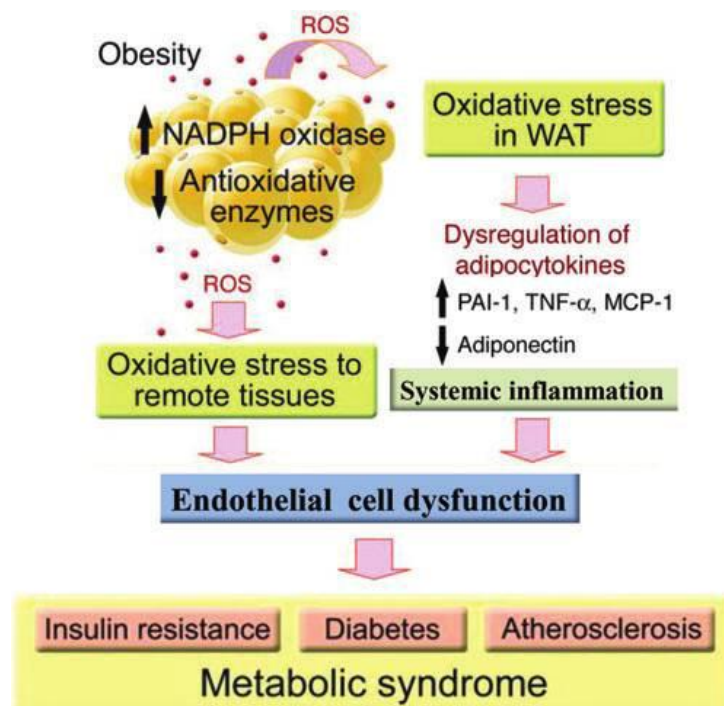 Obesity
ROS
NADPH oxidase
Antioxidative
enzymes
ROS
Oxidative stress to
remote tissues
Oxidative stress
in WAT
Dysregulation of
adipocytokines
PAI-1, TNF-α, MCP-1
Adiponectin
Systemic inflammation
Endothelial cell dysfunction
Insulin resistance
Diabetes
Atherosclerosis
Metabolic syndrome